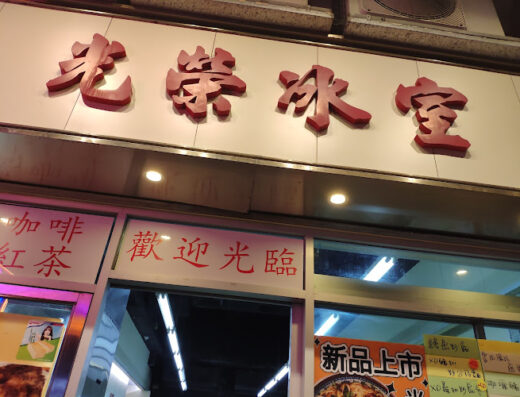 光榮冰室
咖啡
紅茶
歡迎光臨
新品上市